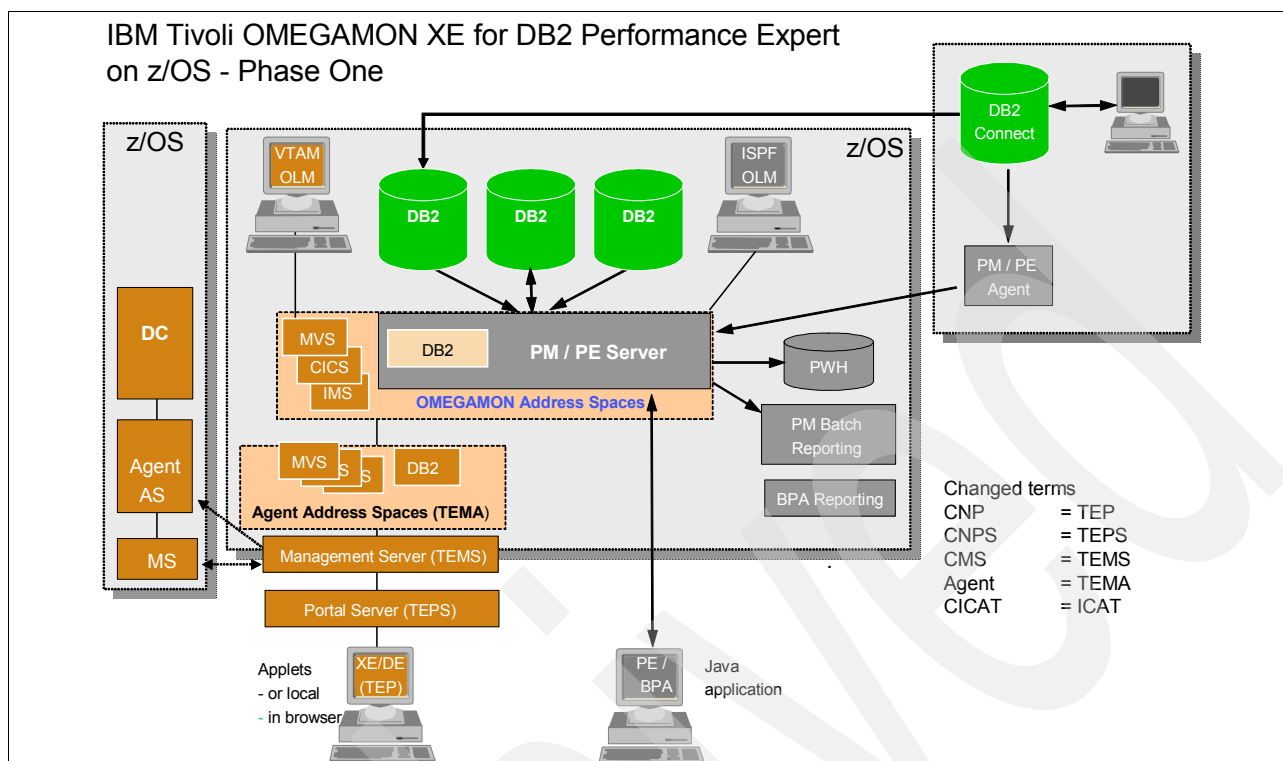 IBM Tivoli OMEGAMON XE for DB2 Performance Expert
on z/OS - Phase One
z/OS
DC
Agent
AS
MS
z/OS
VTAM
OLM
DB2
DB2
DB2
ISPF
OLM
MVS
CICS
IMS
DB2
PM / PE Server
OMEGAMON Address Spaces
PWH
PM Batch
Reporting
BPA Reporting
MVS
S
S
DB2
Agent Address Spaces (TEMA)
Management Server (TEMS)
Portal Server (TEPS)
Applets
- or local
- in browser
XE/DE
(TEP)
PE /
BPA
Java
application
DB2
Connect
PM / PE
Agent
Changed terms
CNP = TEP
CNPS = TEPS
CMS = TEMS
Agent = TEMA
CICAT = ICAT